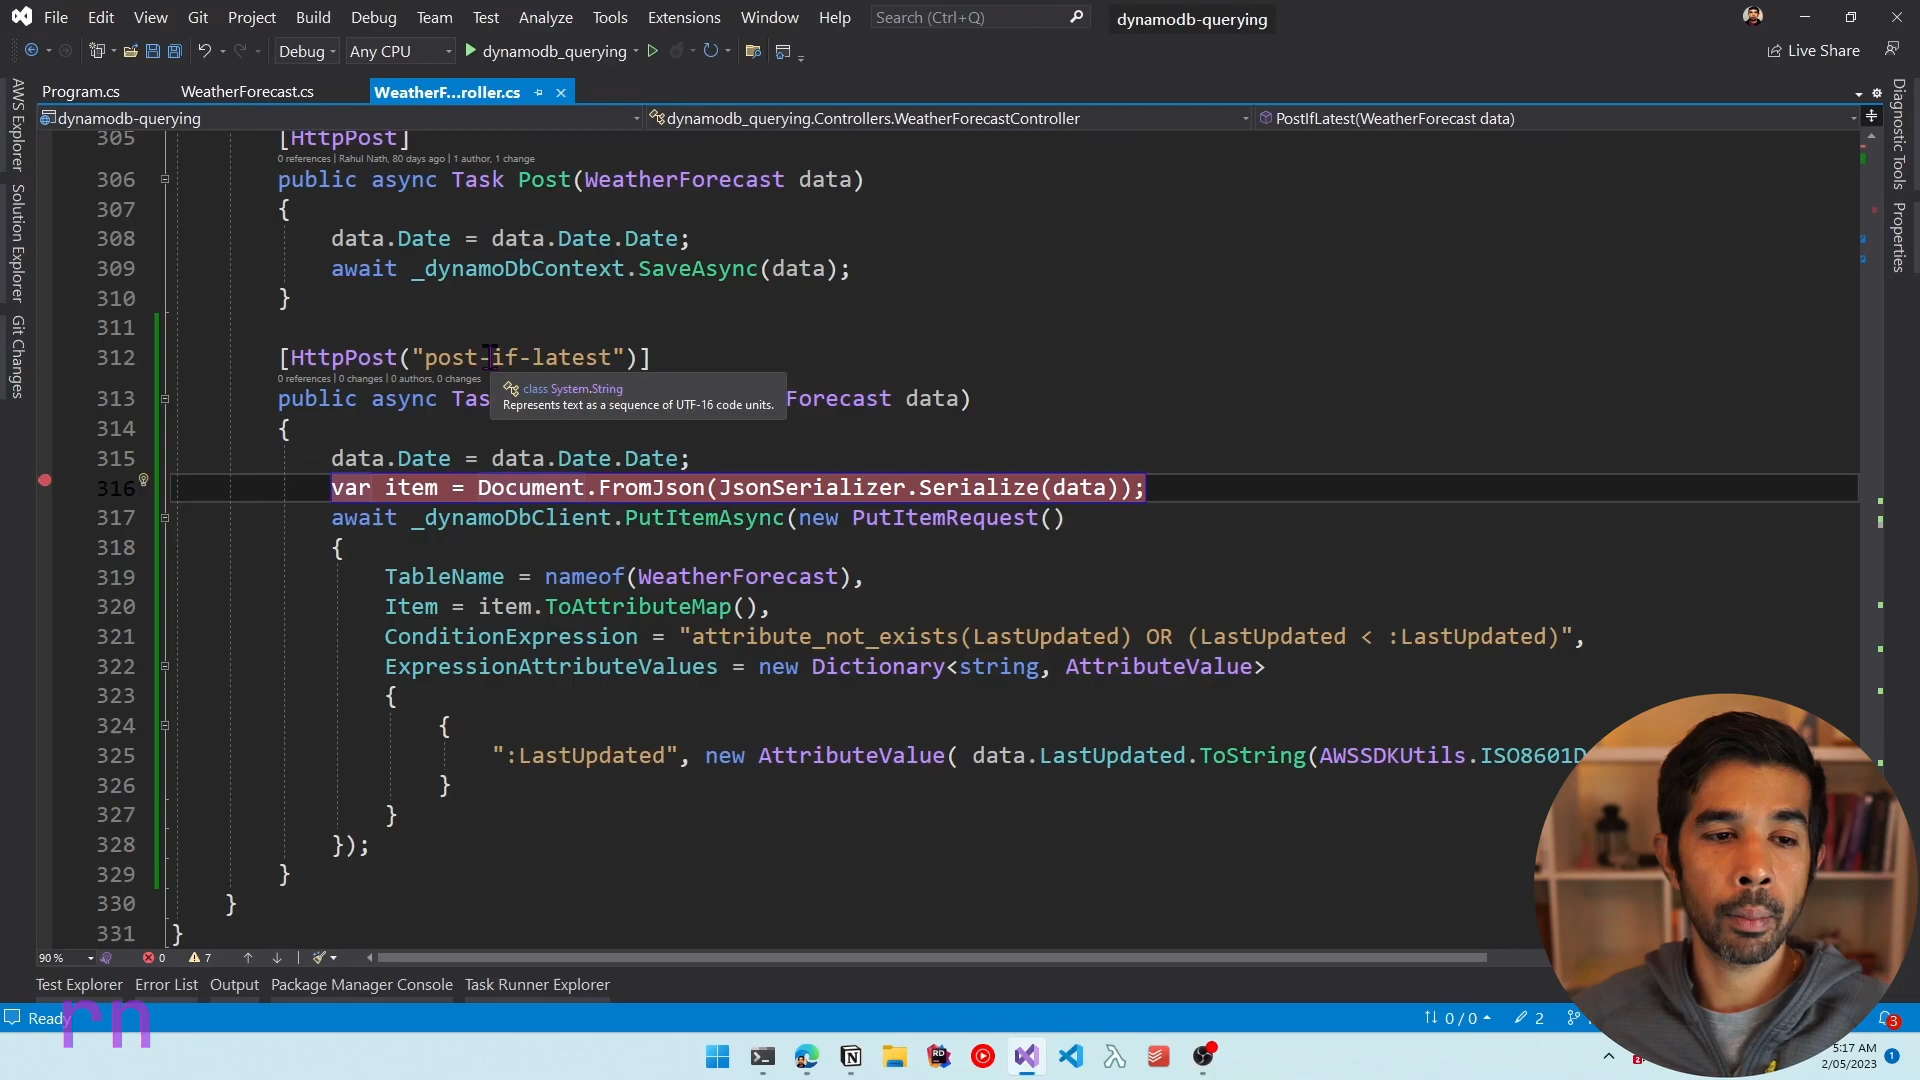 File Edit View Git Project Build Debug Team Test Analyze Tools Extensions Window Help Search (Ctrl+Q) dynamodb-querying
Debug Any CPU dynamodb_querying Live Share
Program.cs WeatherForecast.cs WeatherF...roller.cs
dynamodb-querying dynamodb_querying.Controllers.WeatherForecastController PostIfLatest(WeatherForecast data)
AWS Explorer
Solution Explorer
Git Changes
Diagnostic Tools
Properties
305 [HttpPost]
0 references | Rahul Nath, 80 days ago | 1 author, 1 change
306 public async Task Post(WeatherForecast data)
307 {
308 data.Date = data.Date.Date;
309 await _dynamoDbContext.SaveAsync(data);
310 }
311
312 [HttpPost("post-if-latest")]
0 references | 0 changes | 0 authors, 0 changes
class System.String
Represents text as a sequence of UTF-16 code units.
313 public async Tas Forecast data)
314 {
315 data.Date = data.Date.Date;
316 var item = Document.FromJson(JsonSerializer.Serialize(data));
317 await _dynamoDbClient.PutItemAsync(new PutItemRequest()
318 {
319 TableName = nameof(WeatherForecast),
320 Item = item.ToAttributeMap(),
321 ConditionExpression = "attribute_not_exists(LastUpdated) OR (LastUpdated < :LastUpdated)",
322 ExpressionAttributeValues = new Dictionary<string, AttributeValue>
323 {
324 {
325 ":LastUpdated", new AttributeValue( data.LastUpdated.ToString(AWSSDKUtils.ISO8601D
326 }
327 }
328 });
329 }
330 }
331 }
90 % 0 7
Test Explorer Error List Output Package Manager Console Task Runner Explorer
Ready 0 / 0 2 3
rn
5:17 AM
2/05/2023 1